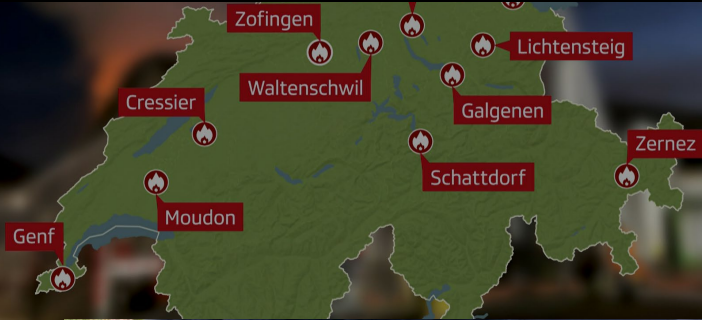 Zofingen
Lichtensteig
Waltenschwil
Cressier
Galgenen
Zernez
Schattdorf
Moudon
Genf